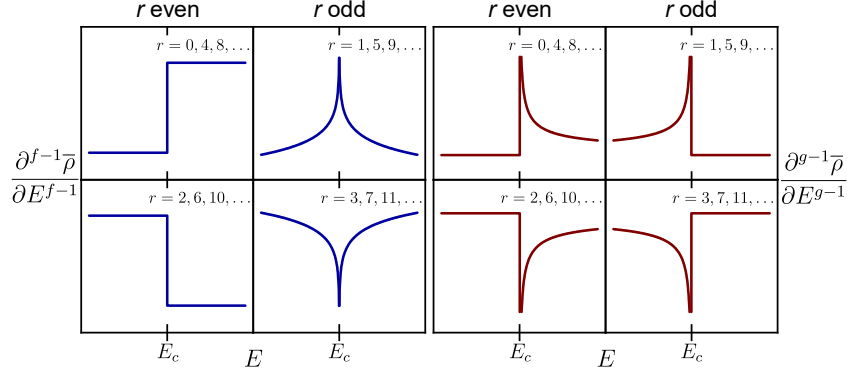 r even r odd r even r odd
r = 0, 4, 8, . . . r = 1, 5, 9, . . . r = 0, 4, 8, . . . r = 1, 5, 9, . . .
∂^{f−1}ρ̅ / ∂E^{f−1} ∂^{g−1}ρ̅ / ∂E^{g−1}
r = 2, 6, 10, . . . r = 3, 7, 11, . . . r = 2, 6, 10, . . . r = 3, 7, 11, . . .
E_c E E_c E_c E E_c